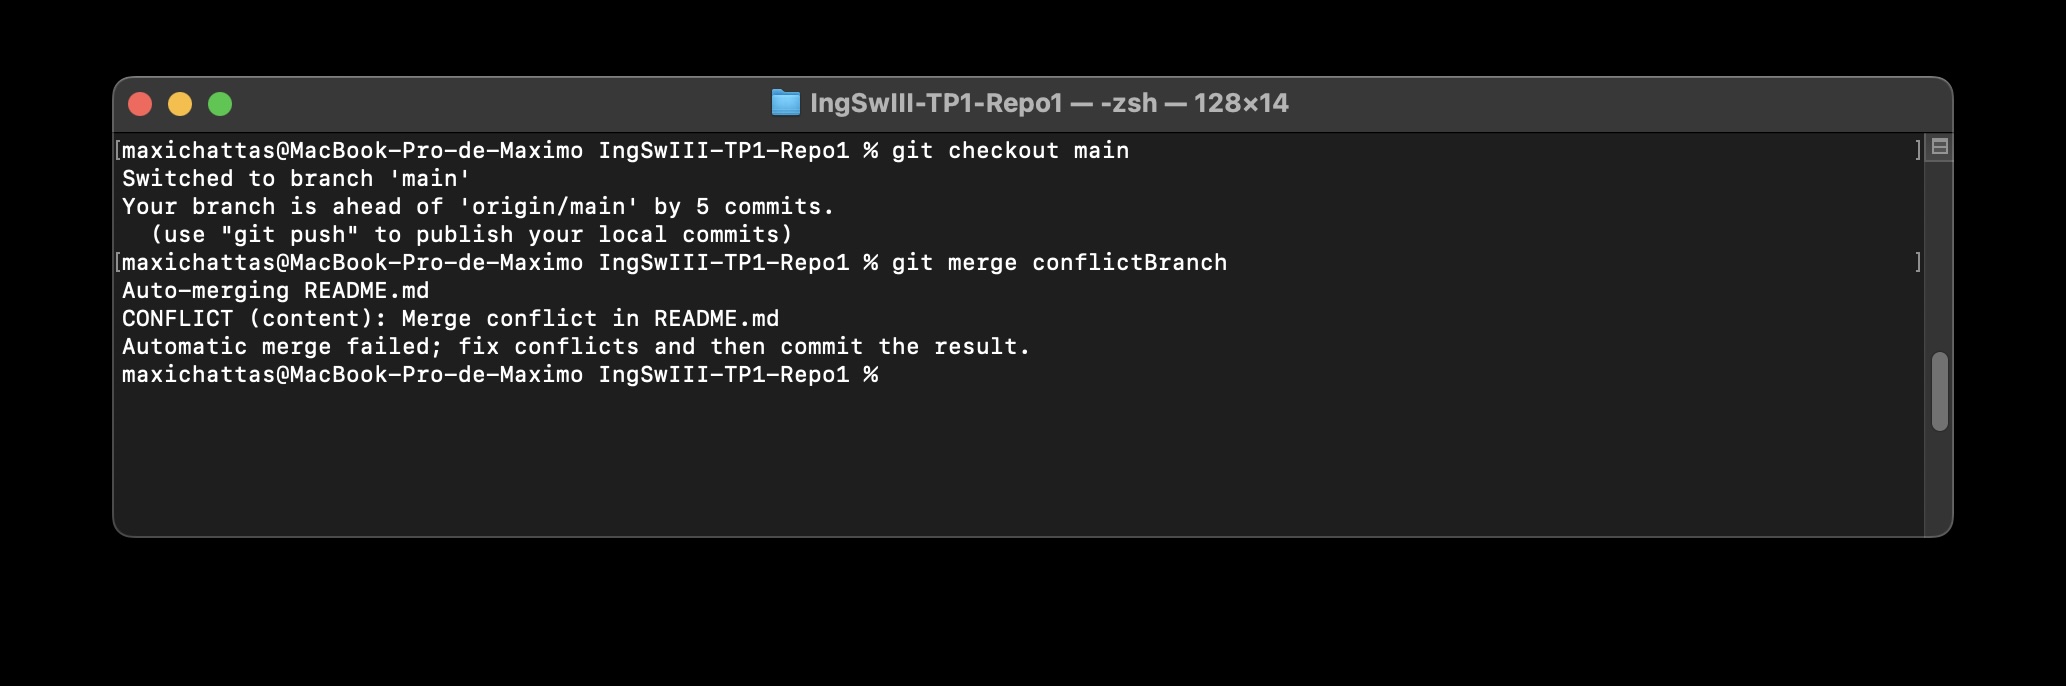 IngSwIII-TP1-Repo1 — -zsh — 128×14
[maxichattas@MacBook-Pro-de-Maximo IngSwIII-TP1-Repo1 % git checkout main ]
Switched to branch 'main'
Your branch is ahead of 'origin/main' by 5 commits.
  (use "git push" to publish your local commits)
[maxichattas@MacBook-Pro-de-Maximo IngSwIII-TP1-Repo1 % git merge conflictBranch ]
Auto-merging README.md
CONFLICT (content): Merge conflict in README.md
Automatic merge failed; fix conflicts and then commit the result.
maxichattas@MacBook-Pro-de-Maximo IngSwIII-TP1-Repo1 %